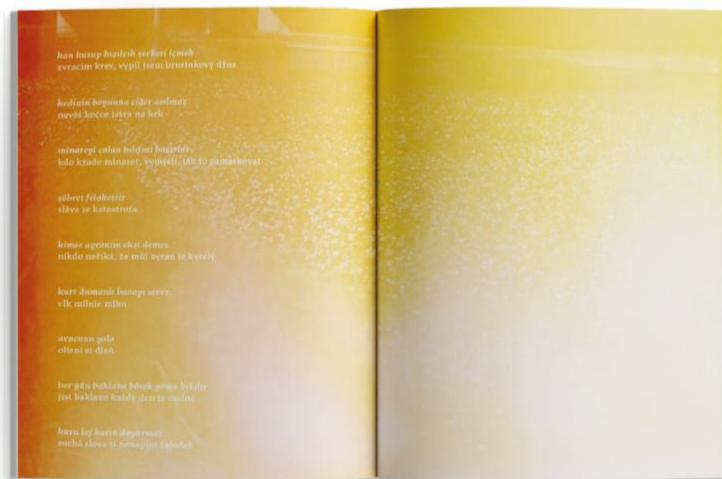 kan kusup kızılcık şerbeti içmek
zvracím krev, vypil jsem brusinkový džus
kedinin boynuna ciğer asılmaz
nevěš kočce játra na krk
minareyi çalan kılıfını hazırlar
kdo krade minaret, vymýšlí, jak to zamaskovat
şöhret felakettir
sláva je katastrofa
kimse ayranım ekşi demez
nikdo neříká, že můj ayran je kyselý
kurt dumanlı havayı sever
vlk miluje mlhu
avucunu yala
olízni si dlaň
her gün baklava börek yense bıkılır
jíst baklavu každý den je nudné
kuru laf karın doyurmaz
suchá slova ti nenaplní žaludek